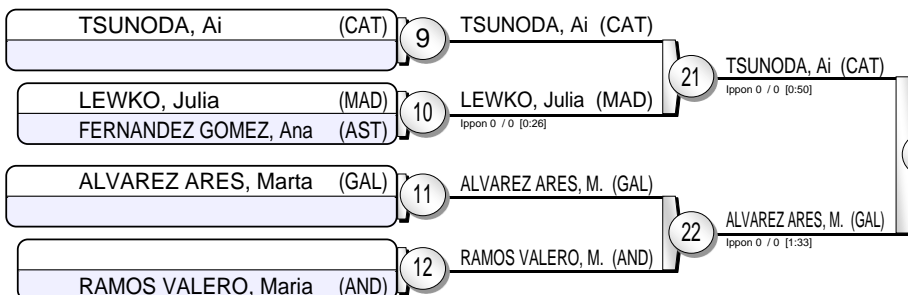 TSUNODA, Ai (CAT)
9
TSUNODA, Ai (CAT)
LEWKO, Julia (MAD)
FERNANDEZ GOMEZ, Ana (AST)
10
LEWKO, Julia (MAD)
Ippon 0 / 0 [0:26]
21
TSUNODA, Ai (CAT)
Ippon 0 / 0 [0:50]
ALVAREZ ARES, Marta (GAL)
11
ALVAREZ ARES, M. (GAL)
RAMOS VALERO, Maria (AND)
12
RAMOS VALERO, M. (AND)
22
ALVAREZ ARES, M. (GAL)
Ippon 0 / 0 [1:33]